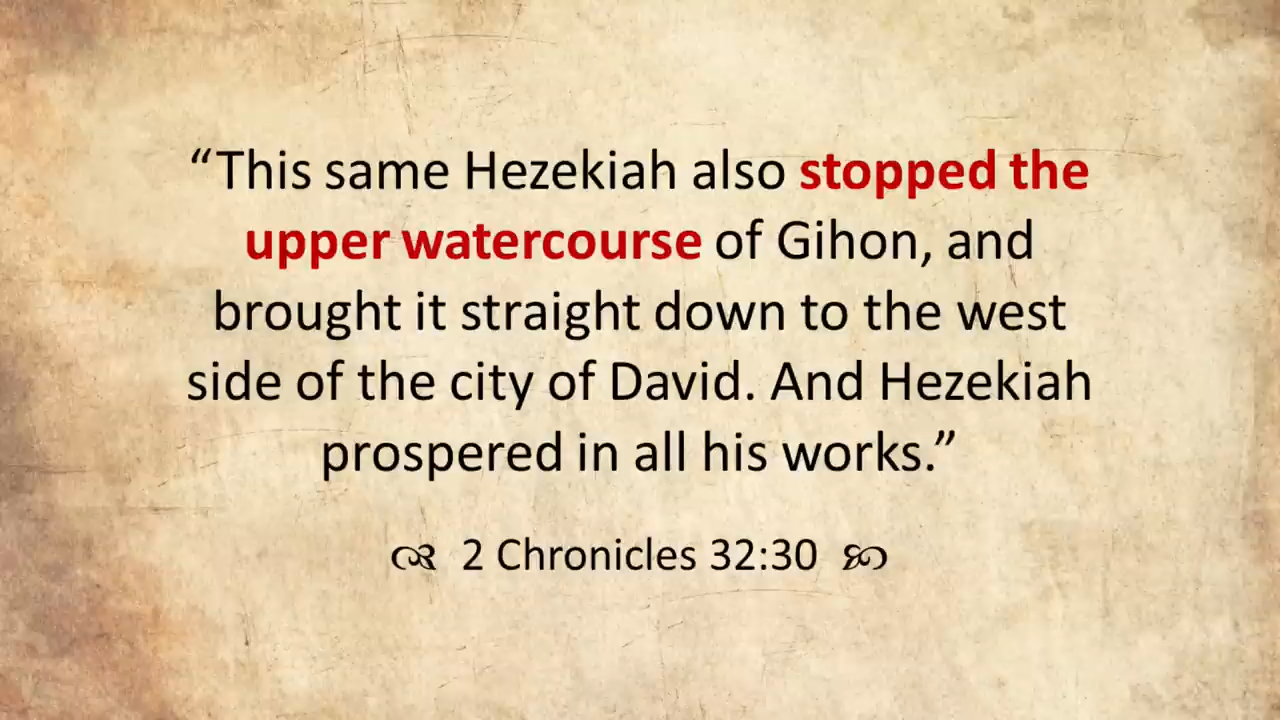 “This same Hezekiah also stopped the
upper watercourse of Gihon, and
brought it straight down to the west
side of the city of David. And Hezekiah
prospered in all his works.”
2 Chronicles 32:30